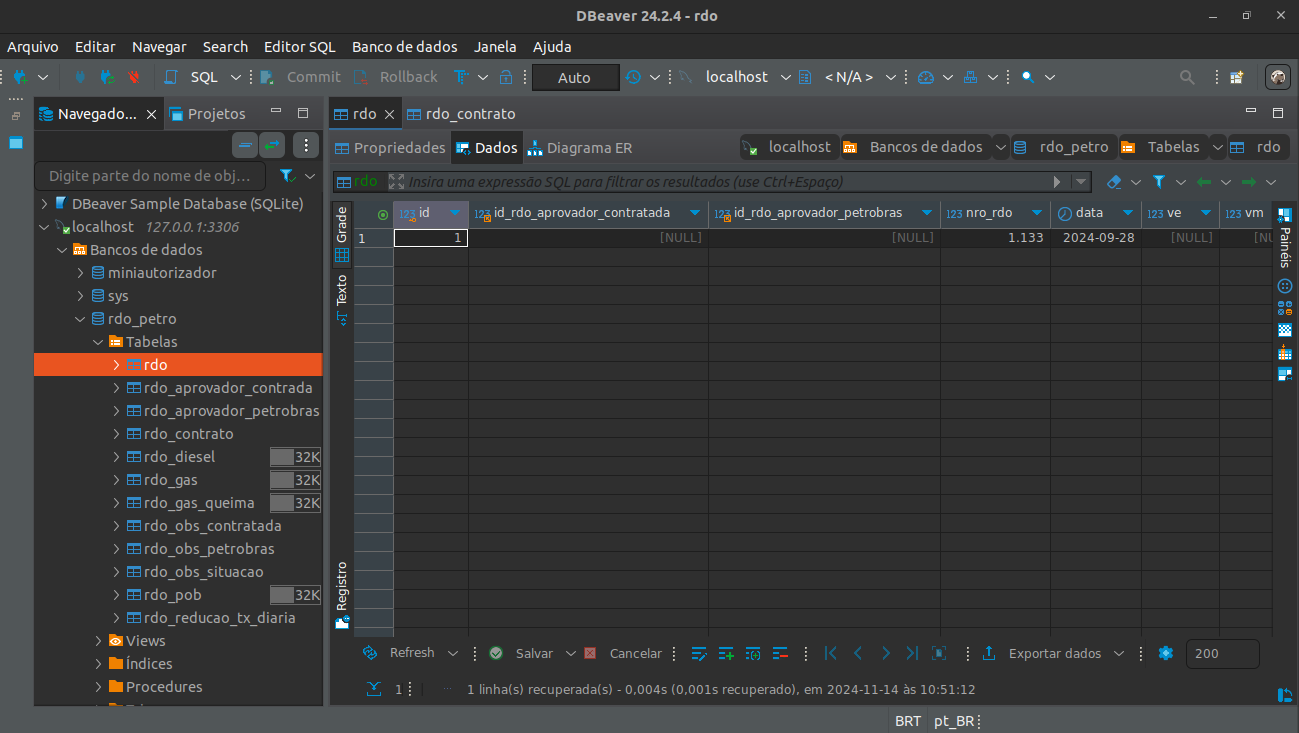 DBeaver 24.2.4 - rdo
Arquivo Editar Navegar Search Editor SQL Banco de dados Janela Ajuda
SQL Commit Rollback Auto localhost < N/A >
Navegado... Projetos
Digite parte do nome de obj...
DBeaver Sample Database (SQLite)
localhost 127.0.0.1:3306
Bancos de dados
miniautorizador
sys
rdo_petro
Tabelas
rdo
rdo_aprovador_contrada
rdo_aprovador_petrobras
rdo_contrato
rdo_diesel 32K
rdo_gas 32K
rdo_gas_queima 32K
rdo_obs_contratada
rdo_obs_petrobras
rdo_obs_situacao
rdo_pob 32K
rdo_reducao_tx_diaria
Views
Índices
Procedures
rdo rdo_contrato
Propriedades Dados Diagrama ER localhost Bancos de dados rdo_petro Tabelas rdo
rdo Insira uma expressão SQL para filtrar os resultados (use Ctrl+Espaço)
Grade
Texto
Registro
123 id 123 id_rdo_aprovador_contratada 123 id_rdo_aprovador_petrobras 123 nro_rdo data 123 ve 123 vm
1 1 [NULL] [NULL] 1.133 2024-09-28 [NULL] [NU
Painéis
Refresh Salvar Cancelar Exportar dados 200
1 1 linha(s) recuperada(s) - 0,004s (0,001s recuperado), em 2024-11-14 às 10:51:12
BRT pt_BR